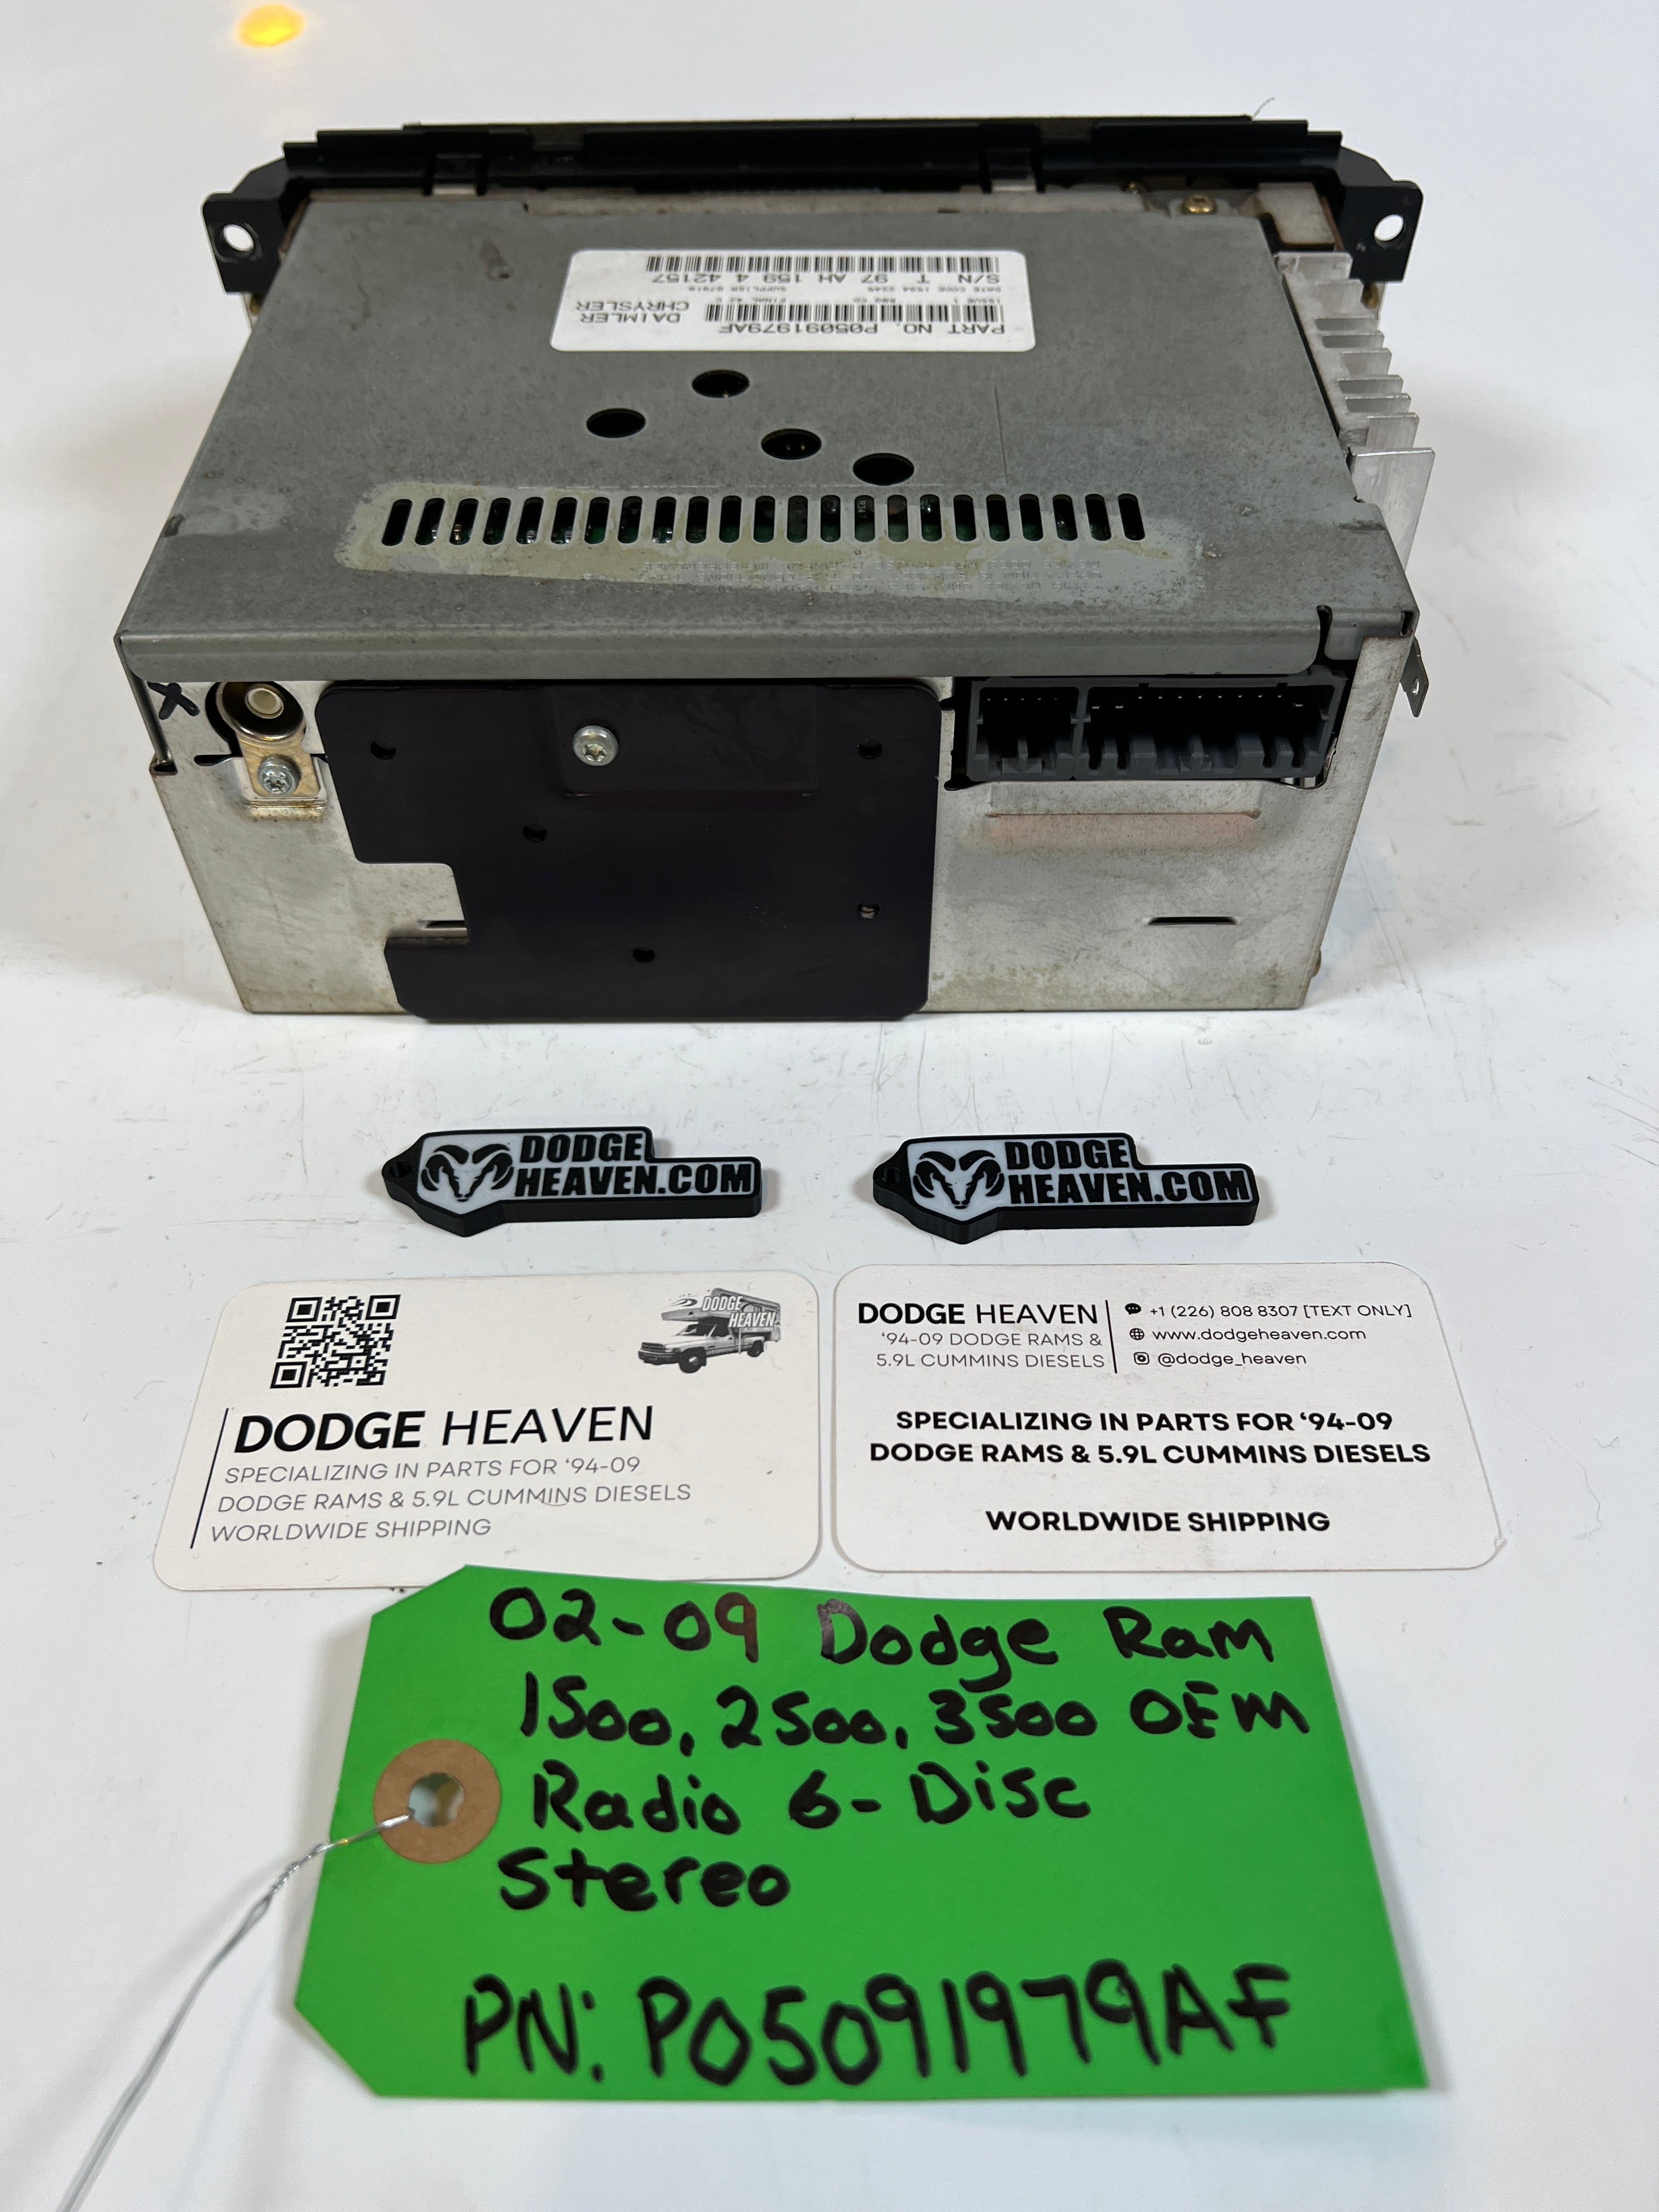 PART NO. P05091979AF
DAIMLER
CHRYSLER
S/N T 97 AH 159 4 42157
X
DODGE
HEAVEN.COM
DODGE
HEAVEN.COM
DODGE
HEAVEN
DODGE HEAVEN
SPECIALIZING IN PARTS FOR ‘94-09
DODGE RAMS & 5.9L CUMMINS DIESELS
WORLDWIDE SHIPPING
DODGE HEAVEN
‘94-09 DODGE RAMS &
5.9L CUMMINS DIESELS
+1 (226) 808 8307 [TEXT ONLY]
www.dodgeheaven.com
@dodge_heaven
SPECIALIZING IN PARTS FOR ‘94-09
DODGE RAMS & 5.9L CUMMINS DIESELS
WORLDWIDE SHIPPING
02-09 Dodge Ram
1500, 2500, 3500 OEM
Radio 6-Disc
Stereo
PN: P05091979AF